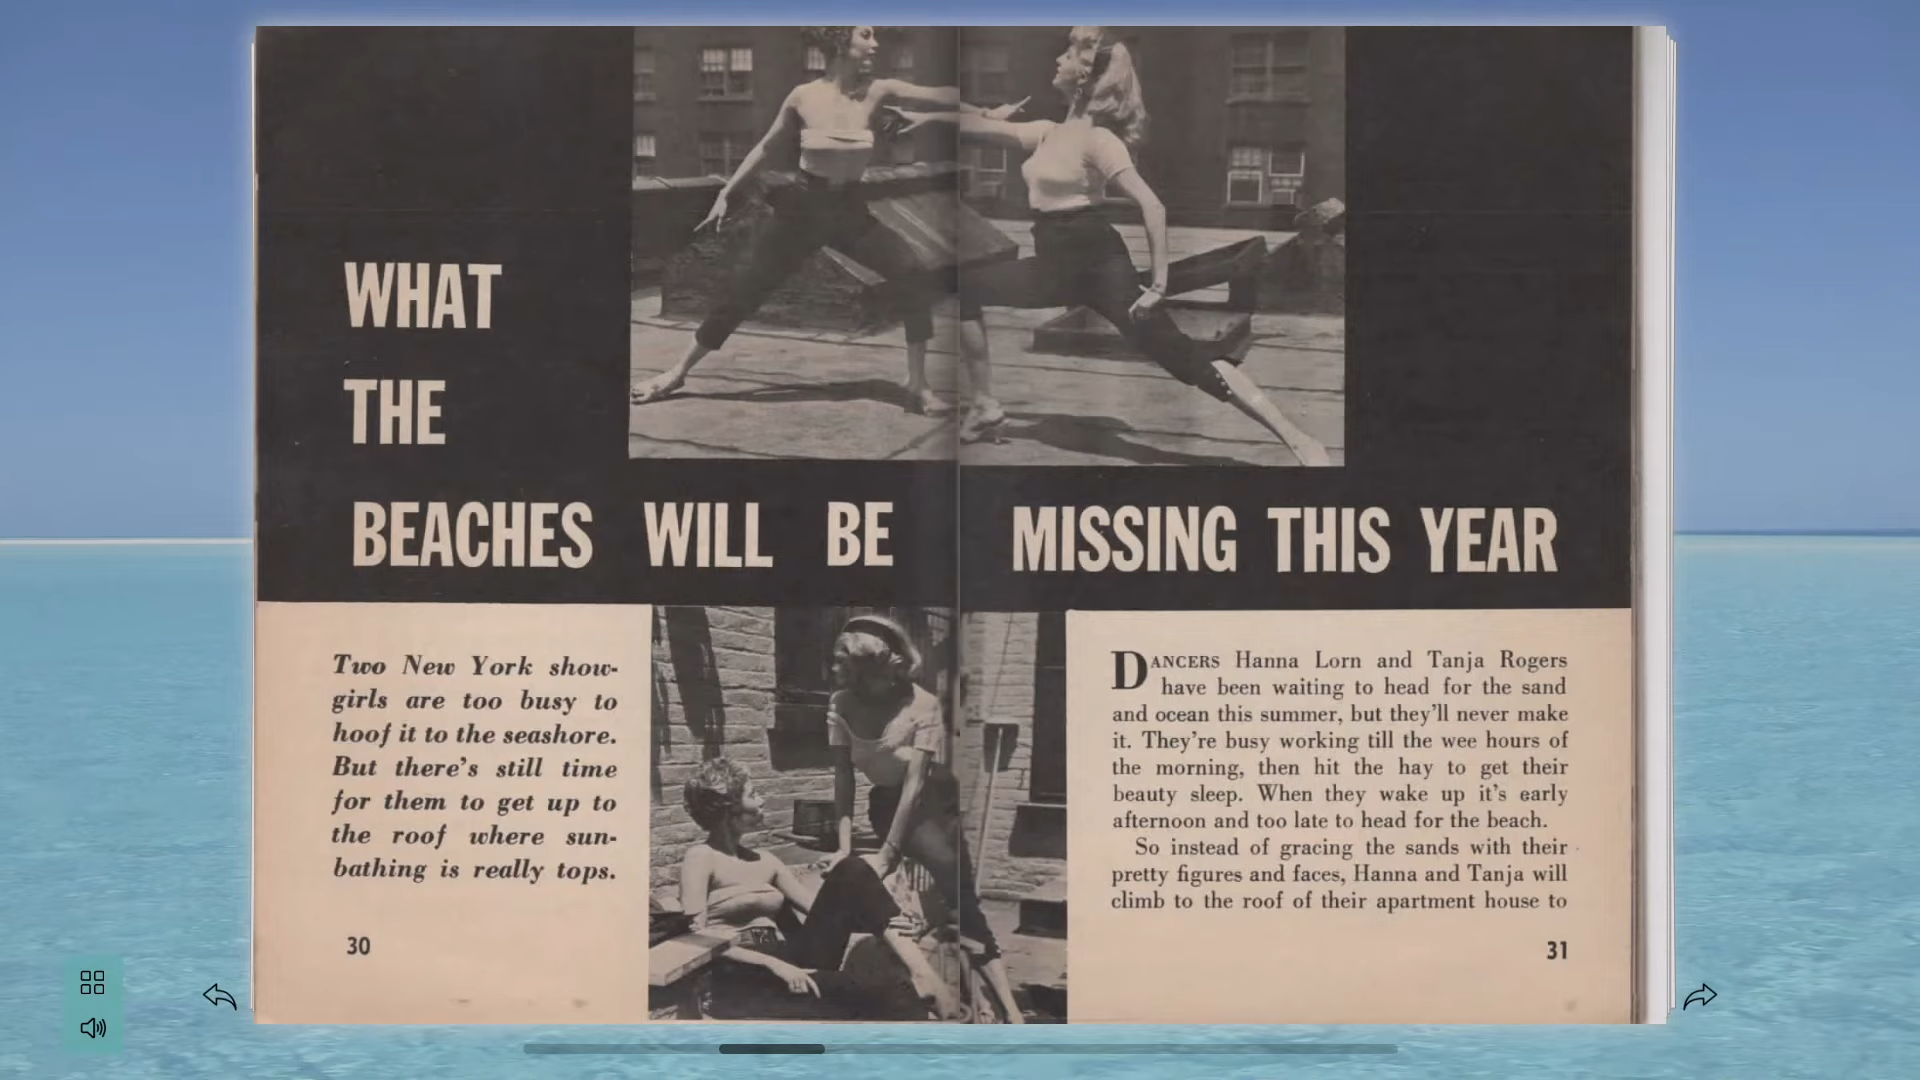 WHAT
THE
BEACHES WILL BE MISSING THIS YEAR
Two New York show-
girls are too busy to
hoof it to the seashore.
But there's still time
for them to get up to
the roof where sun-
bathing is really tops.
30
DANCERS Hanna Lorn and Tanja Rogers
have been waiting to head for the sand
and ocean this summer, but they'll never make
it. They're busy working till the wee hours of
the morning, then hit the hay to get their
beauty sleep. When they wake up it's early
afternoon and too late to head for the beach.
So instead of gracing the sands with their
pretty figures and faces, Hanna and Tanja will
climb to the roof of their apartment house to
31